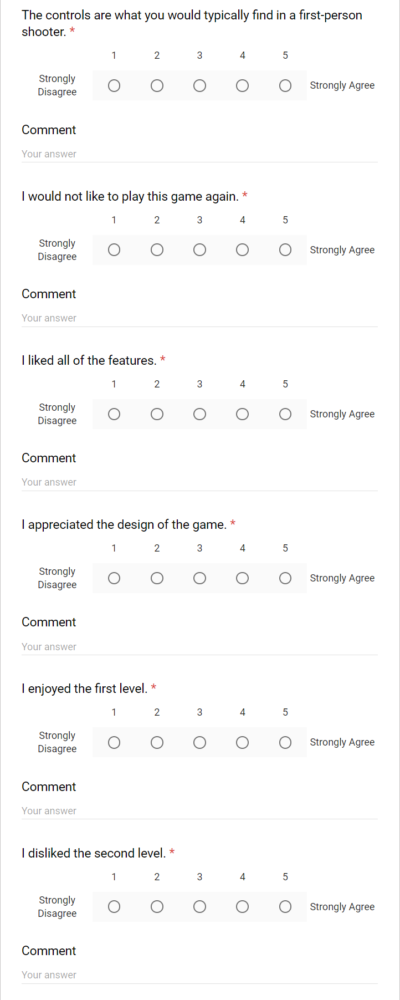 The controls are what you would typically find in a first-person
shooter. *
1 2 3 4 5
Strongly
Disagree
Strongly Agree
Comment
Your answer
I would not like to play this game again. *
1 2 3 4 5
Strongly
Disagree
Strongly Agree
Comment
Your answer
I liked all of the features. *
1 2 3 4 5
Strongly
Disagree
Strongly Agree
Comment
Your answer
I appreciated the design of the game. *
1 2 3 4 5
Strongly
Disagree
Strongly Agree
Comment
Your answer
I enjoyed the first level. *
1 2 3 4 5
Strongly
Disagree
Strongly Agree
Comment
Your answer
I disliked the second level. *
1 2 3 4 5
Strongly
Disagree
Strongly Agree
Comment
Your answer